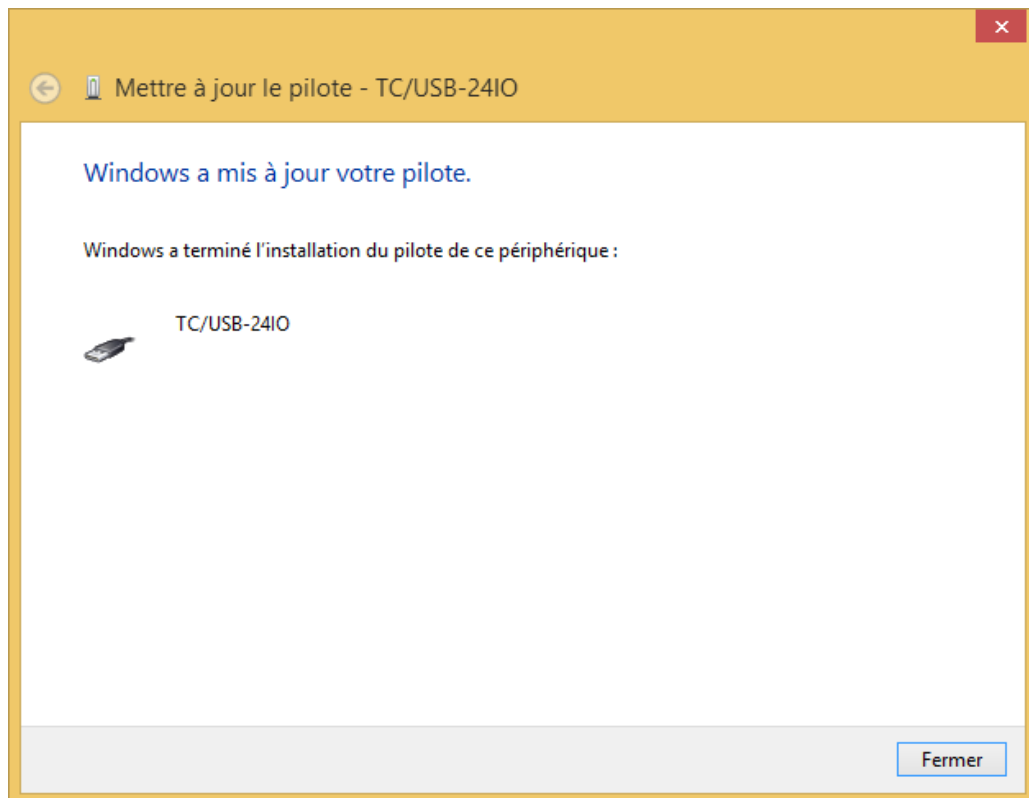 Mettre à jour le pilote - TC/USB-24IO
Windows a mis à jour votre pilote.
Windows a terminé l'installation du pilote de ce périphérique :
TC/USB-24IO
Fermer